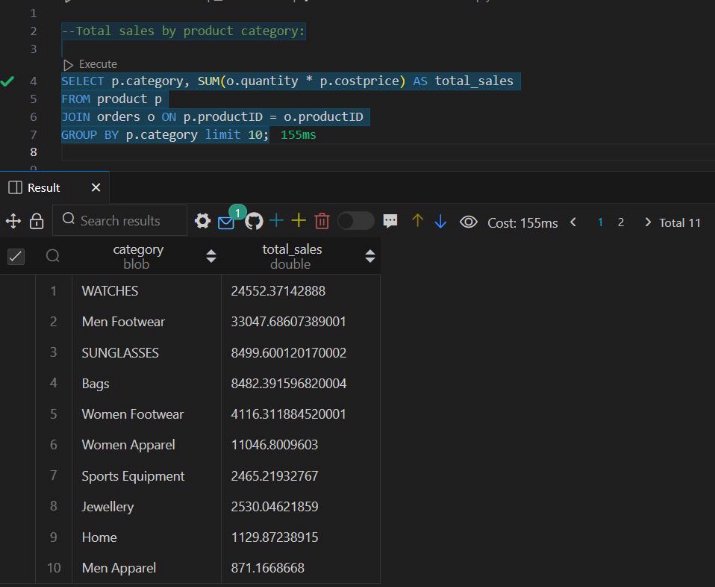 1
2 --Total sales by product category:
3
Execute
4 SELECT p.category, SUM(o.quantity * p.costprice) AS total_sales
5 FROM product p
6 JOIN orders o ON p.productID = o.productID
7 GROUP BY p.category limit 10; 155ms
8
Result ×
Search results 1 Cost: 155ms < 1 2 > Total 11
category total_sales
blob double
1 WATCHES 24552.37142888
2 Men Footwear 33047.68607389001
3 SUNGLASSES 8499.600120170002
4 Bags 8482.391596820004
5 Women Footwear 4116.311884520001
6 Women Apparel 11046.8009603
7 Sports Equipment 2465.21932767
8 Jewellery 2530.04621859
9 Home 1129.87238915
10 Men Apparel 871.1668668